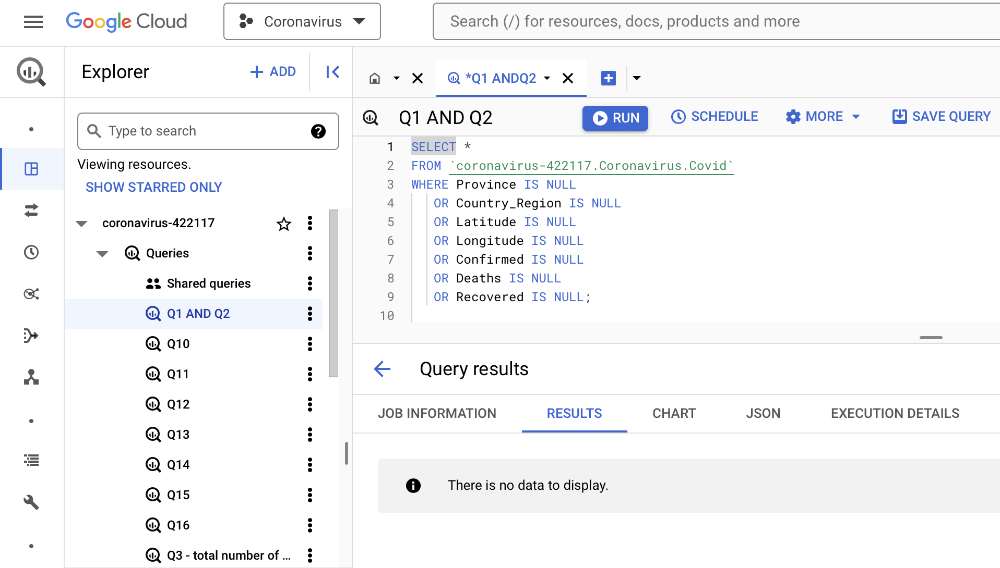 Google Cloud
Coronavirus
Search (/) for resources, docs, products and more
Explorer
ADD
Type to search
Viewing resources.
SHOW STARRED ONLY
coronavirus-422117
Queries
Shared queries
Q1 AND Q2
Q10
Q11
Q12
Q13
Q14
Q15
Q16
Q3 - total number of ...
*Q1 ANDQ2
Q1 AND Q2
RUN
SCHEDULE
MORE
SAVE QUERY
1 SELECT *
2 FROM `coronavirus-422117.Coronavirus.Covid`
3 WHERE Province IS NULL
4 OR Country_Region IS NULL
5 OR Latitude IS NULL
6 OR Longitude IS NULL
7 OR Confirmed IS NULL
8 OR Deaths IS NULL
9 OR Recovered IS NULL;
10
Query results
JOB INFORMATION
RESULTS
CHART
JSON
EXECUTION DETAILS
There is no data to display.